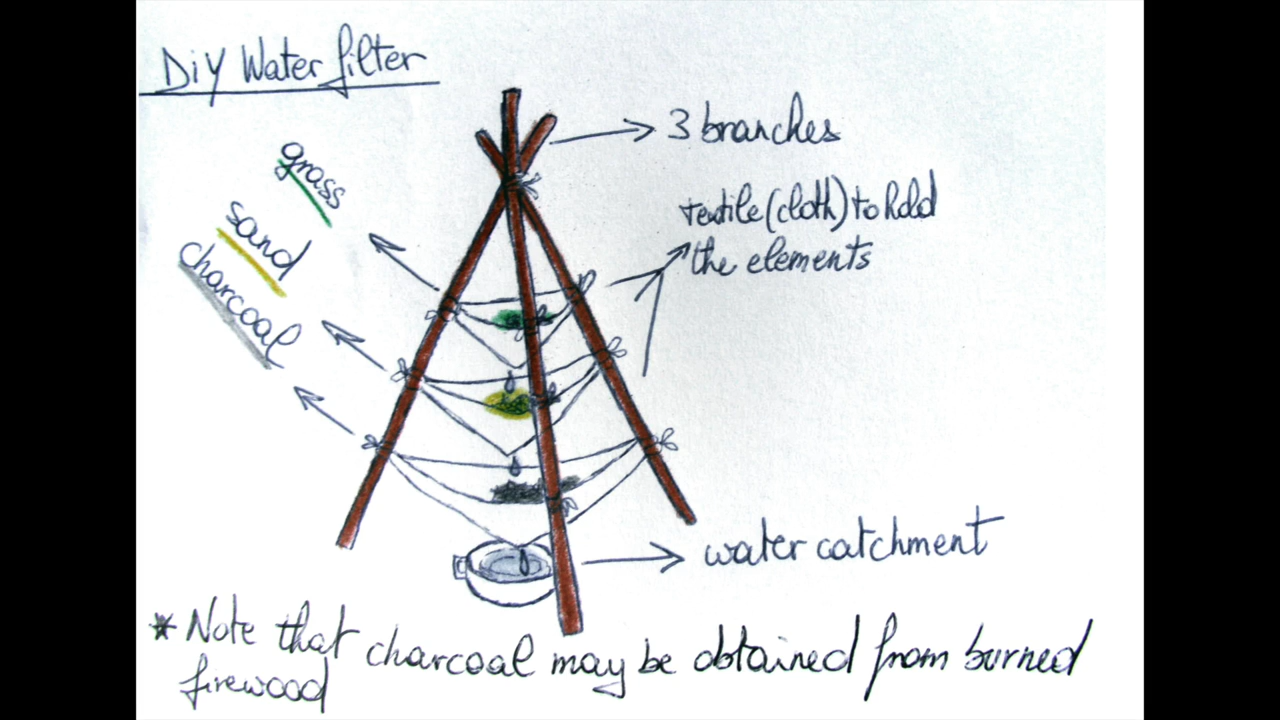 DiY Water filter
3 branches
grass
textile (cloth) to hold
the elements
sand
charcoal
water catchment
* Note that charcoal may be obtained from burned
firewood